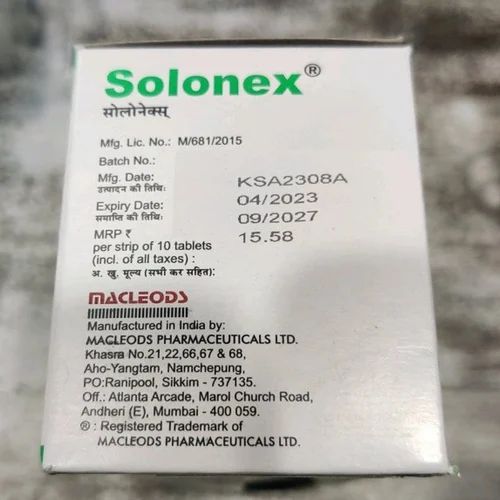 Solonex®
सोलोनेक्स्
Mfg. Lic. No.: M/681/2015
Batch No.:
Mfg. Date: KSA2308A
उत्पादन की तिथि: 04/2023
Expiry Date:
समाप्ति की तिथि: 09/2027
MRP ₹ 15.58
per strip of 10 tablets
(incl. of all taxes) :
अ. खु. मूल्य (सभी कर सहित):
MACLEODS
Manufactured in India by:
MACLEODS PHARMACEUTICALS LTD.
Khasra No.21,22,66,67 & 68,
Aho-Yangtam, Namchepung,
PO:Ranipool, Sikkim - 737135.
Off.: Atlanta Arcade, Marol Church Road,
Andheri (E), Mumbai - 400 059.
® : Registered Trademark of
MACLEODS PHARMACEUTICALS LTD.